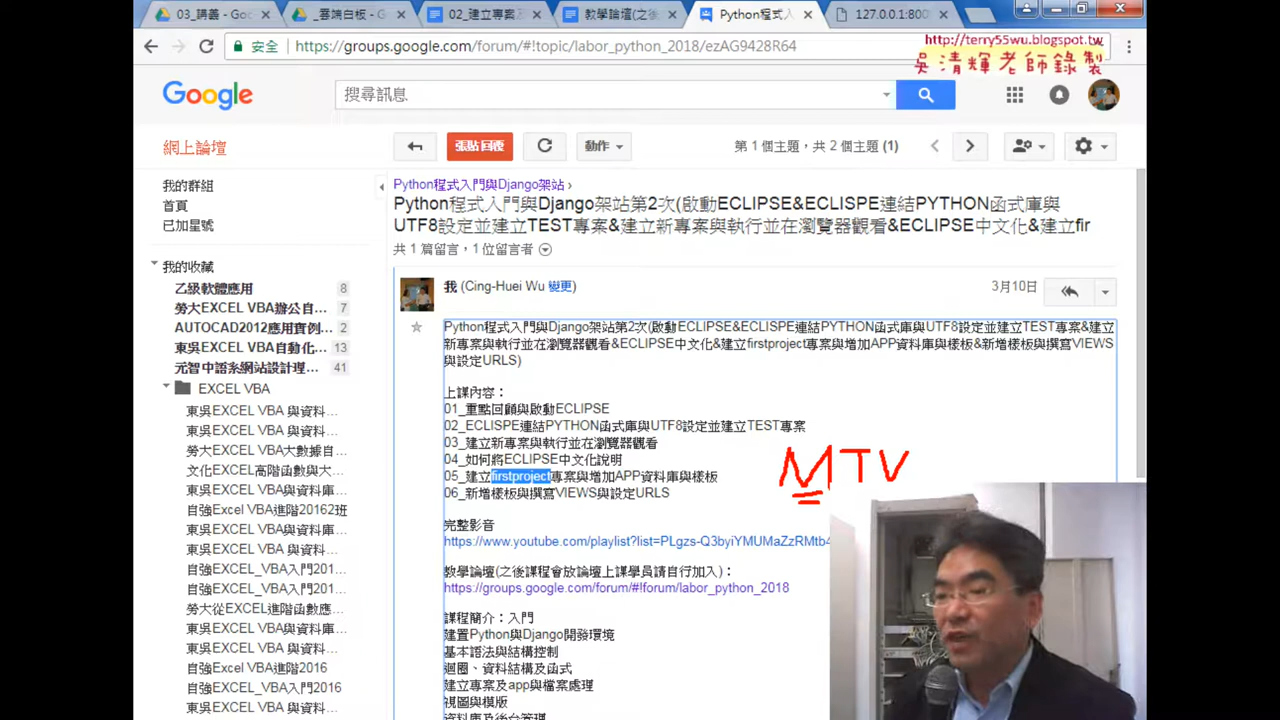 03_講義 - Goo
_雲端白板 - G
02_建立專案及
教學論壇(之後
Python程式入
127.0.0.1:800
安全
https://groups.google.com/forum/#!topic/labor_python_2018/ezAG9428R64
http://terry55wu.blogspot.tw
吳清輝老師錄製
Google
搜尋訊息
網上論壇
張貼回覆
動作
第 1 個主題，共 2 個主題 (1)
我的群組
首頁
已加星號
我的收藏
乙級軟體應用 8
勞大EXCEL VBA辦公自... 7
AUTOCAD2012應用實例... 2
東吳EXCEL VBA自動化... 13
元智中語系網站設計理... 41
EXCEL VBA
東吳EXCEL VBA 與資料...
東吳EXCEL VBA 與資料...
勞大EXCEL VBA大數據自...
文化EXCEL高階函數與大...
東吳EXCEL VBA與資料庫...
自強Excel VBA進階20162班
東吳EXCEL VBA與資料庫...
東吳EXCEL VBA 與資料...
自強EXCEL_VBA入門201...
自強EXCEL_VBA入門201...
勞大從EXCEL進階函數應...
東吳EXCEL VBA與資料庫...
自強EXCEL_VBA入門201...
東吳EXCEL VBA與資料庫...
自強Excel VBA進階2016
自強Excel_VBA入門2016
東吳EXCEL VBA 與資料...
Python程式入門與Django架站 ›
Python程式入門與Django架站第2次(啟動ECLIPSE&ECLISPE連結PYTHON函式庫與
UTF8設定並建立TEST專案&建立新專案與執行並在瀏覽器觀看&ECLIPSE中文化&建立fir
共 1 篇留言，1 位留言者
我 (Cing-Huei Wu 變更)
3月10日
Python程式入門與Django架站第2次(啟動ECLIPSE&ECLISPE連結PYTHON函式庫與UTF8設定並建立TEST專案&建立
新專案與執行並在瀏覽器觀看&ECLIPSE中文化&建立firstproject專案與增加APP資料庫與樣板&新增樣板與撰寫VIEWS
與設定URLS)
上課內容：
01_重點回顧與啟動ECLIPSE
02_ECLISPE連結PYTHON函式庫與UTF8設定並建立TEST專案
03_建立新專案與執行並在瀏覽器觀看
04_如何將ECLIPSE中文化說明
05_建立firstproject專案與增加APP資料庫與樣板
06_新增樣板與撰寫VIEWS與設定URLS
MTV
完整影音
https://www.youtube.com/playlist?list=PLgzs-Q3byiYMUMaZzRMtb4
教學論壇(之後課程會放論壇上課學員請自行加入)：
https://groups.google.com/forum/#!forum/labor_python_2018
課程簡介：入門
建置Python與Django開發環境
基本語法與結構控制
迴圈、資料結構及函式
建立專案及app與檔案處理
視圖與模版
資料庫及後台管理